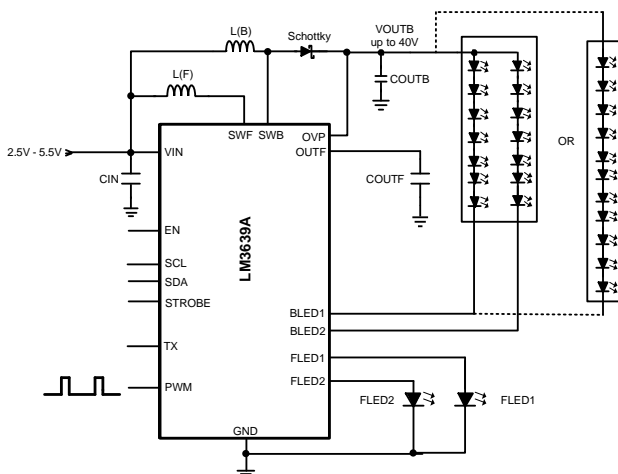 L(B)
Schottky
VOUTB
up to 40V
L(F)
COUTB
SWF
SWB
OVP
OR
2.5V - 5.5V
VIN
OUTF
CIN
COUTF
EN
LM3639A
SCL
SDA
STROBE
BLED1
BLED2
TX
FLED1
FLED2
PWM
FLED2
FLED1
GND